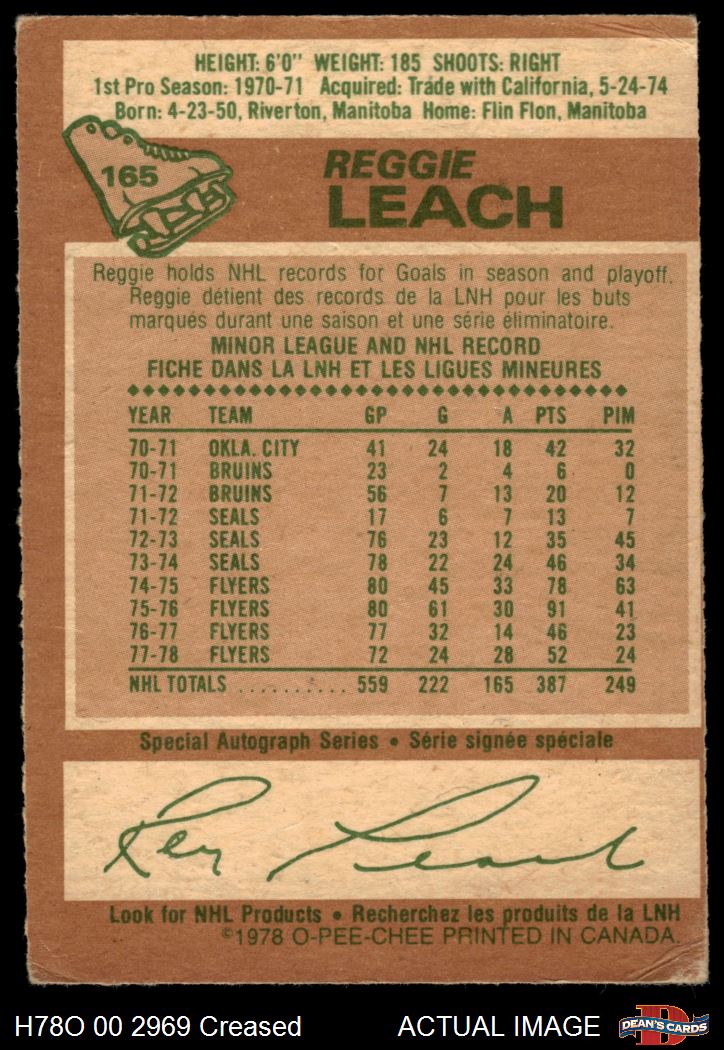 HEIGHT: 6'0" WEIGHT: 185 SHOOTS: RIGHT
1st Pro Season: 1970-71 Acquired: Trade with California, 5-24-74
Born: 4-23-50, Riverton, Manitoba Home: Flin Flon, Manitoba
165
REGGIE
LEACH
Reggie holds NHL records for Goals in season and playoff.
Reggie détient des records de la LNH pour les buts
marqués durant une saison et une série éliminatoire.
MINOR LEAGUE AND NHL RECORD
FICHE DANS LA LNH ET LES LIGUES MINEURES
YEAR TEAM GP G A PTS PIM
70-71 OKLA. CITY 41 24 18 42 32
70-71 BRUINS 23 2 4 6 0
71-72 BRUINS 56 7 13 20 12
71-72 SEALS 17 6 7 13 7
72-73 SEALS 76 23 12 35 45
73-74 SEALS 78 22 24 46 34
74-75 FLYERS 80 45 33 78 63
75-76 FLYERS 80 61 30 91 41
76-77 FLYERS 77 32 14 46 23
77-78 FLYERS 72 24 28 52 24
NHL TOTALS .......... 559 222 165 387 249
Special Autograph Series • Série signée spéciale
Reg Leach
Look for NHL Products • Recherchez les produits de la LNH
©1978 O-PEE-CHEE PRINTED IN CANADA.
H78O 00 2969 Creased ACTUAL IMAGE
D
DEAN'S CARDS